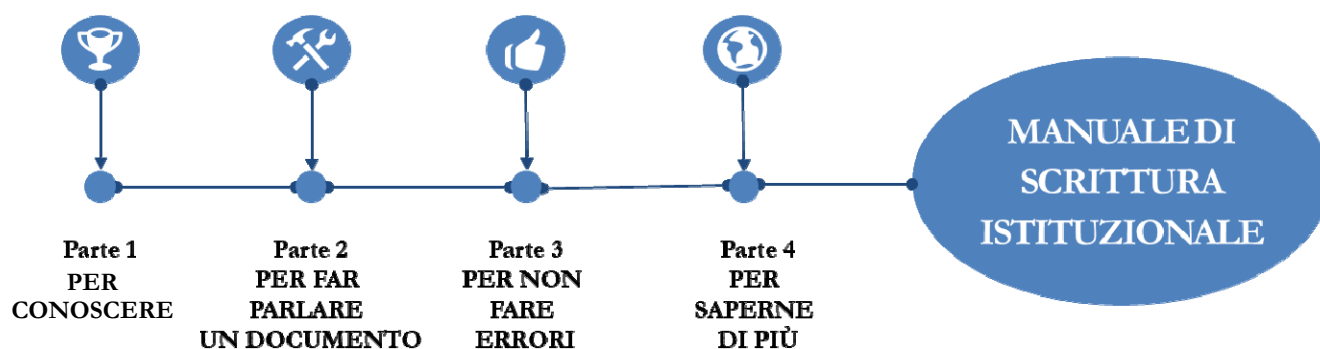 Parte 1
PER
CONOSCERE
Parte 2
PER FAR
PARLARE
UN DOCUMENTO
Parte 3
PER NON
FARE
ERRORI
Parte 4
PER
SAPERNE
DI PIÙ
MANUALE DI
SCRITTURA
ISTITUZIONALE